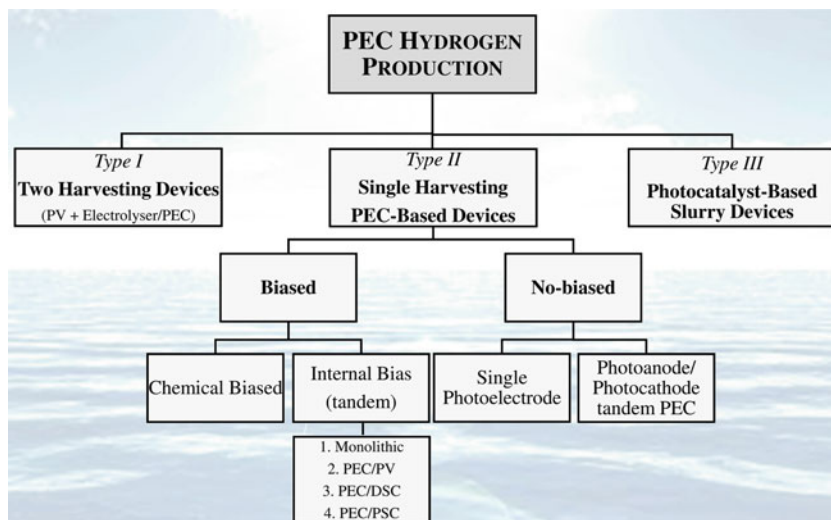 PEC HYDROGEN
PRODUCTION
Type I
Two Harvesting Devices
(PV + Electrolyser/PEC)
Type II
Single Harvesting
PEC-Based Devices
Type III
Photocatalyst-Based
Slurry Devices
Biased
No-biased
Chemical Biased
Internal Bias
(tandem)
Single
Photoelectrode
Photoanode/
Photocathode
tandem PEC
1. Monolithic
2. PEC/PV
3. PEC/DSC
4. PEC/PSC